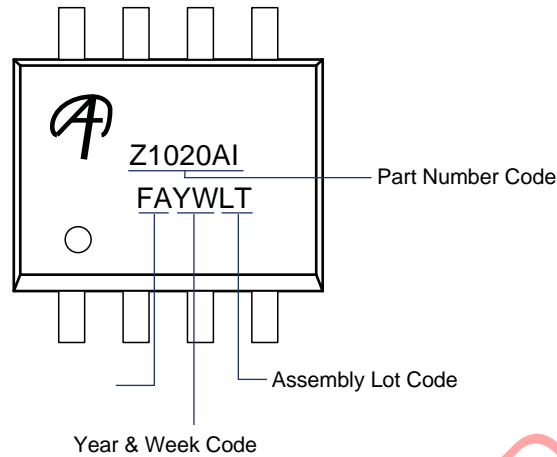 Z1020AI
Part Number Code
FAYWLT
Assembly Lot Code
Year & Week Code